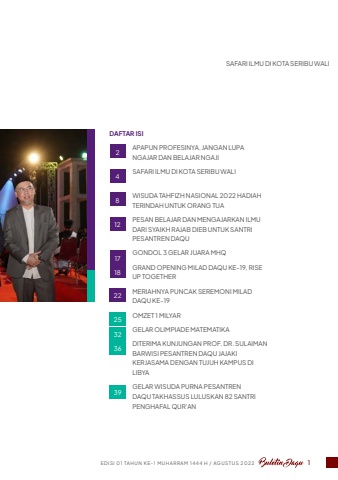 SAFARI ILMU DI KOTA SERIBU WALI
DAFTAR ISI
2 APAPUN PROFESINYA, JANGAN LUPA
NGAJAR DAN BELAJAR NGAJI
4 SAFARI ILMU DI KOTA SERIBU WALI
8 WISUDA TAHFIZH NASIONAL 2022 HADIAH
TERINDAH UNTUK ORANG TUA
12 PESAN BELAJAR DAN MENGAJARKAN ILMU
DARI SYAIKH RAJAB DIEB UNTUK SANTRI
PESANTREN DAQU
17 GONDOL 3 GELAR JUARA MHQ
18 GRAND OPENING MILAD DAQU KE-19, RISE
UP TOGETHER
22 MERIAHNYA PUNCAK SEREMONI MILAD
DAQU KE-19
25 OMZET 1 MILYAR
32 GELAR OLIMPIADE MATEMATIKA
36 DITERIMA KUNJUNGAN PROF. DR. SULAIMAN
BARWISI PESANTREN DAQU JAJAKI
KERJASAMA DENGAN TUJUH KAMPUS DI
LIBYA
39 GELAR WISUDA PURNA PESANTREN
DAQU TAKHASSUS LULUSKAN 82 SANTRI
PENGHAFAL QUR'AN
EDISI 01 TAHUN KE-1 MUHARRAM 1444 H / AGUSTUS 2022 Buletin Daqu 1